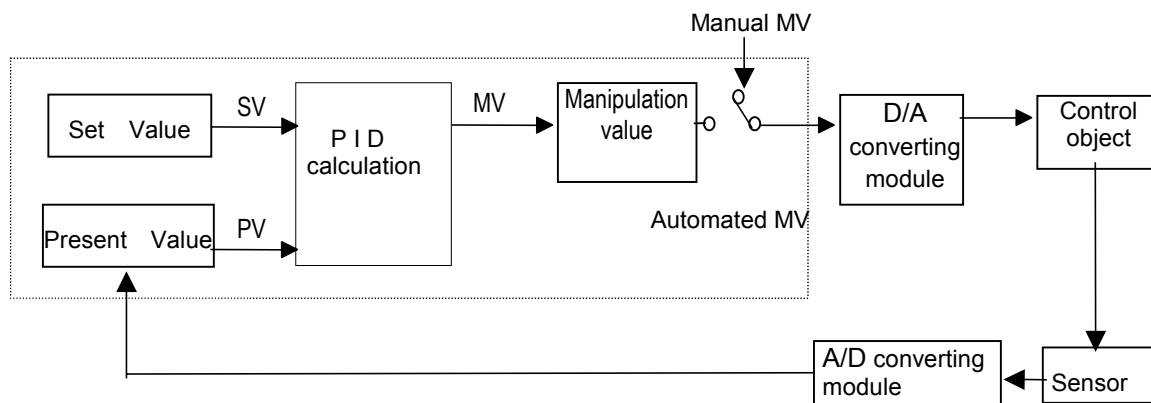 Manual MV
Set Value
SV
P I D
calculation
MV
Manipulation
value
D/A
converting
module
Control
object
Present Value
PV
Automated MV
A/D converting
module
Sensor